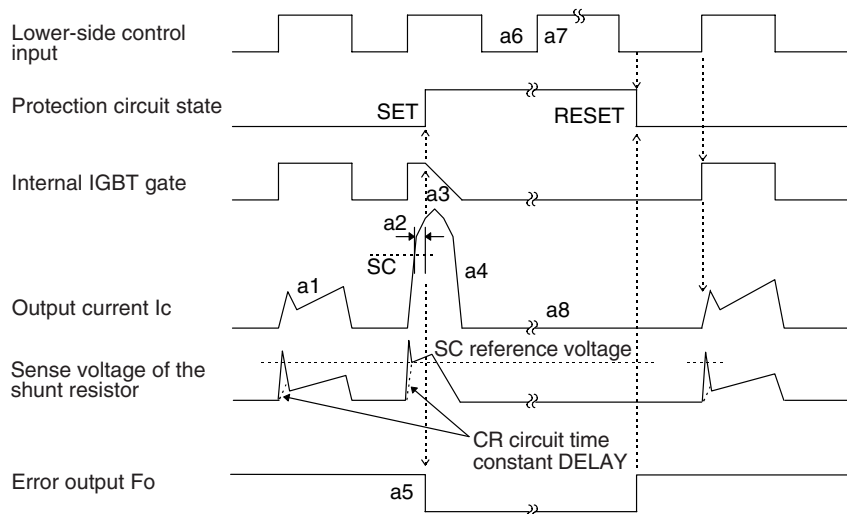 Lower-side control
input
a6
a7
Protection circuit state
SET
RESET
Internal IGBT gate
a3
a2
SC
a4
a1
a8
Output current Ic
SC reference voltage
Sense voltage of the
shunt resistor
CR circuit time
constant DELAY
Error output Fo
a5